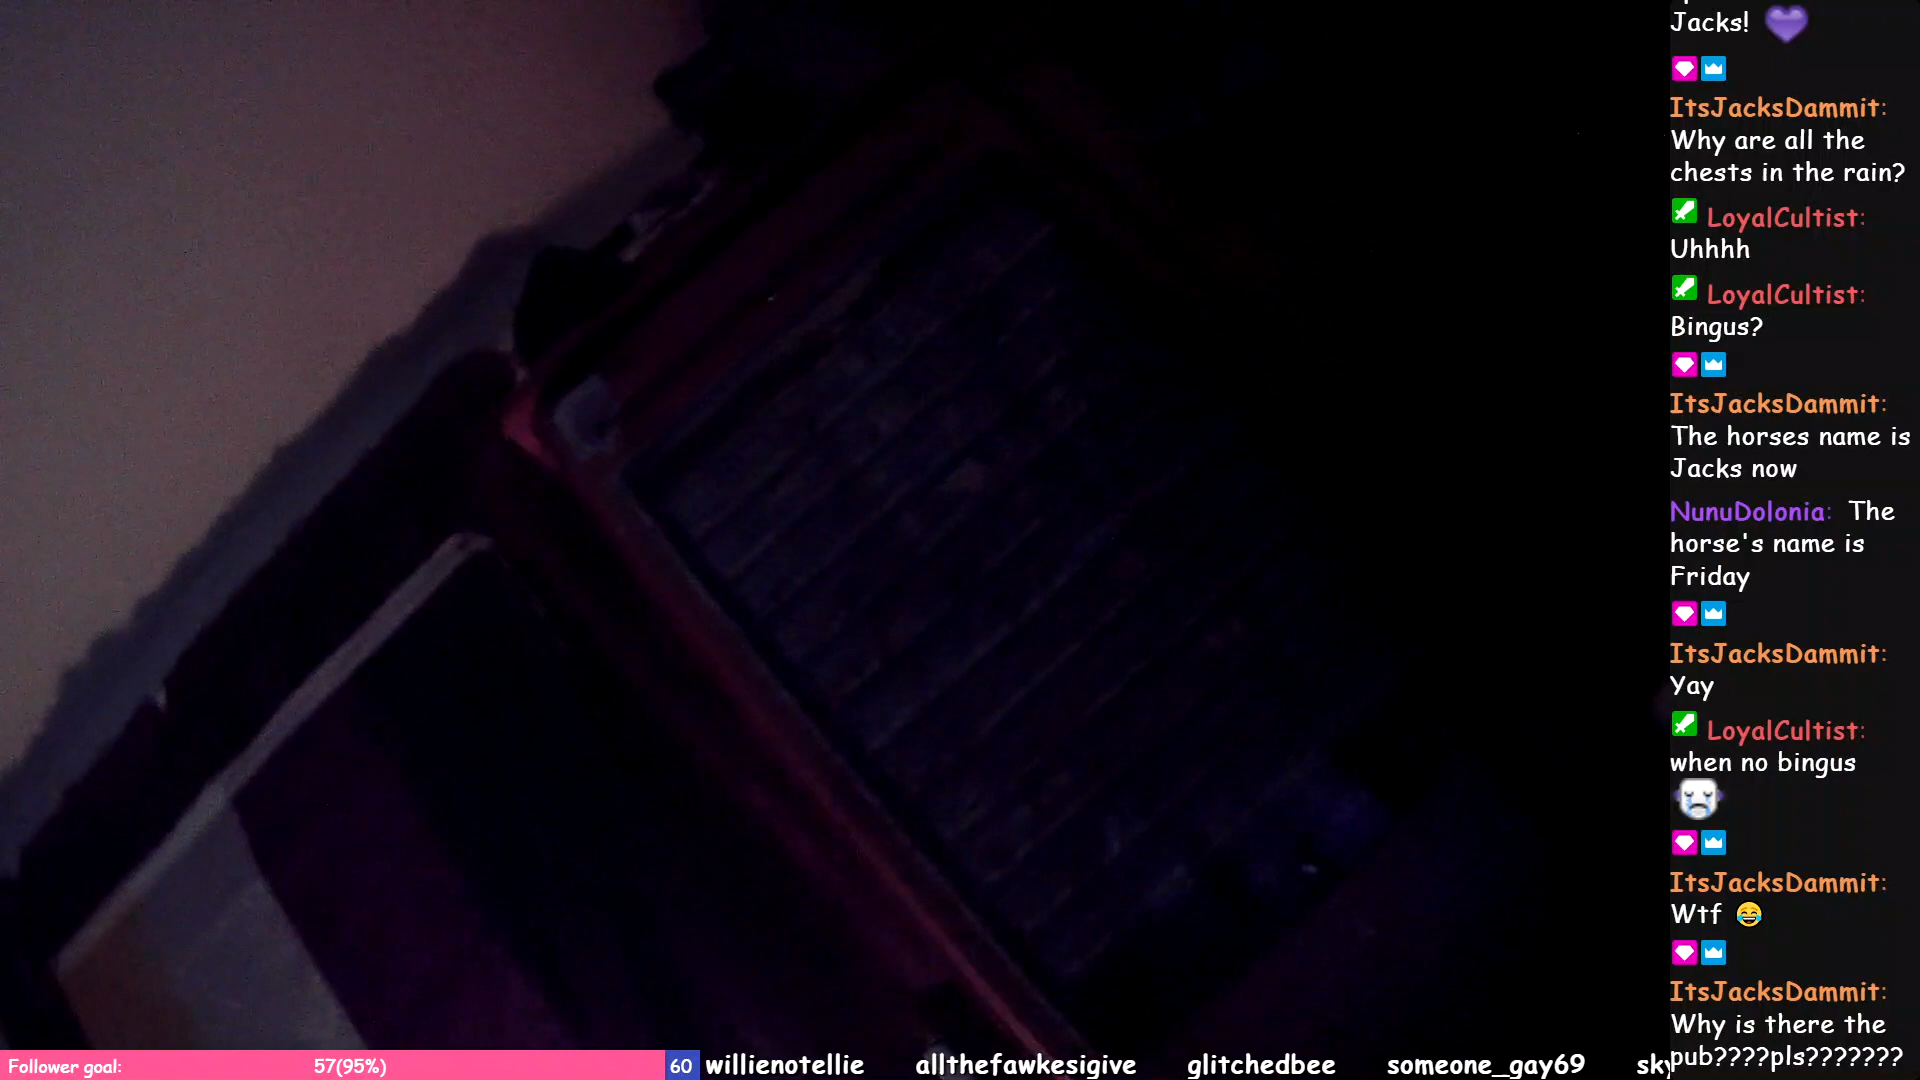 Jacks!
ItsJacksDammit:
Why are all the
chests in the rain?
LoyalCultist:
Uhhhh
LoyalCultist:
Bingus?
ItsJacksDammit:
The horses name is
Jacks now
NunuDolonia: The
horse's name is
Friday
ItsJacksDammit:
Yay
LoyalCultist:
when no bingus
ItsJacksDammit:
Wtf
ItsJacksDammit:
Why is there the
pub????pls???????
Follower goal: 57(95%) 60 willienotellie allthefawkesigive glitchedbee someone_gay69 sky